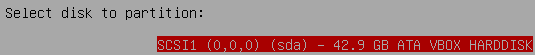 Select disk to partition:
SCSI1 (0,0,0) (sda) - 42.9 GB ATA VBOX HARDDISK